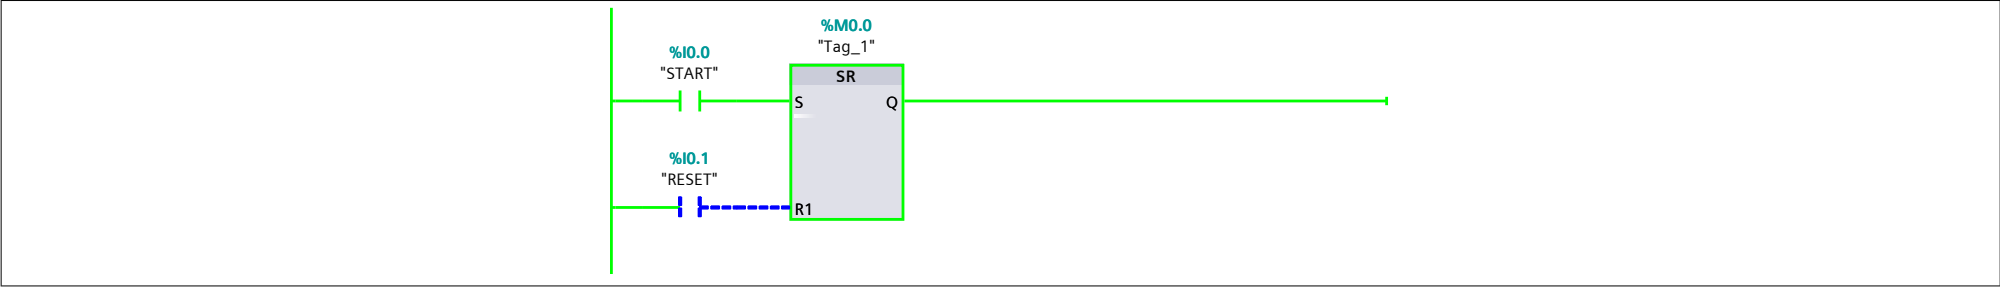 %M0.0
"Tag_1"
%I0.0
"START"
SR
S
Q
%I0.1
"RESET"
R1